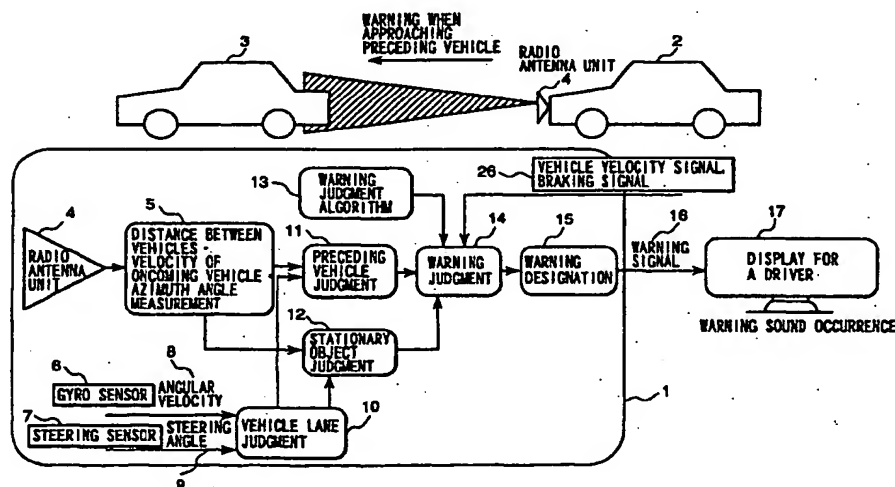 WARNING WHEN
APPROACHING
PRECEDING VEHICLE
3
2
RADIO
ANTENNA UNIT
4
26
VEHICLE VELOCITY SIGNAL,
BRAKING SIGNAL
13
WARNING
JUDGMENT
ALGORITHM
4
RADIO
ANTENNA
UNIT
5
DISTANCE BETWEEN
VEHICLES ·
VELOCITY OF
ONCOMING VEHICLE
AZIMUTH ANGLE
MEASUREMENT
11
PRECEDING
VEHICLE
JUDGMENT
14
WARNING
JUDGMENT
15
WARNING
DESIGNATION
16
WARNING
SIGNAL
17
DISPLAY FOR
A DRIVER
WARNING SOUND OCCURRENCE
12
STATIONARY
OBJECT
JUDGMENT
6
GYRO SENSOR
8
ANGULAR
VELOCITY
7
STEERING SENSOR
STEERING
ANGLE
9
10
VEHICLE LANE
JUDGMENT
1